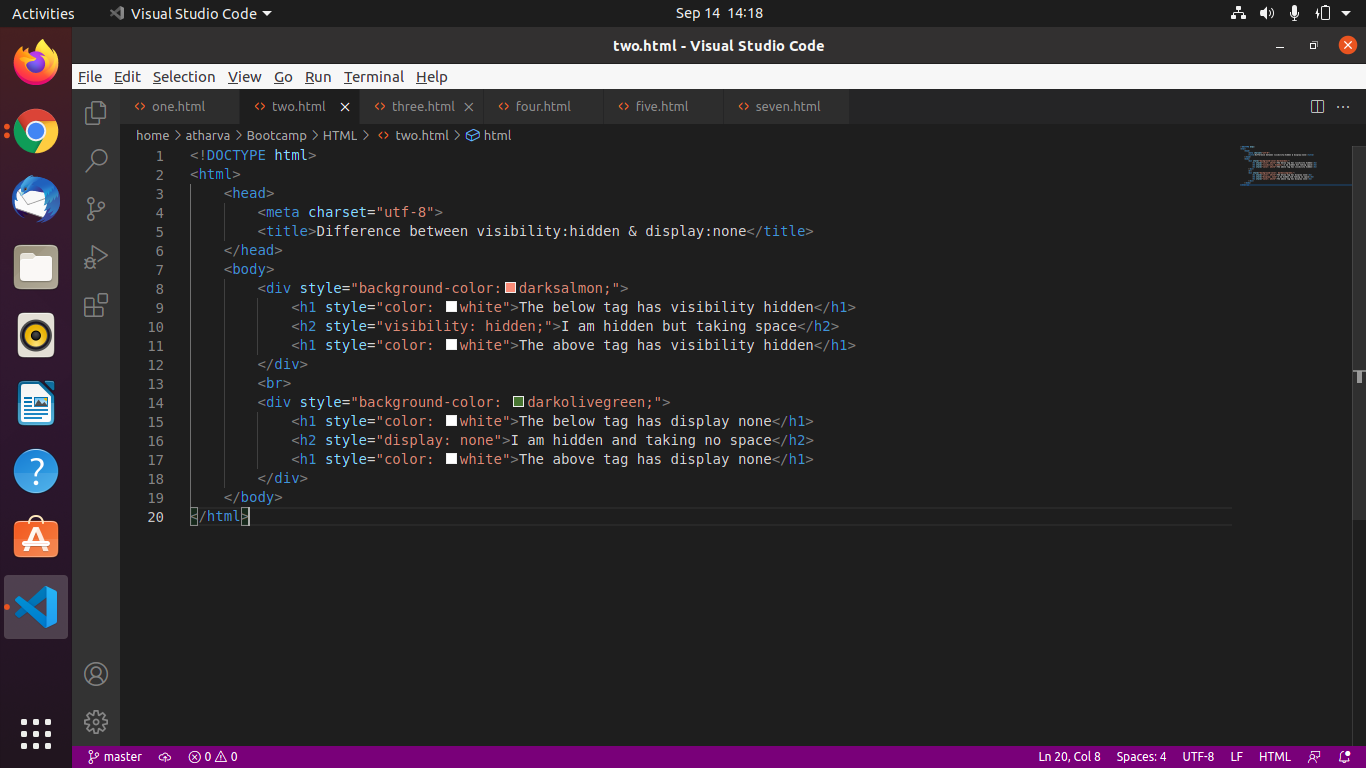 Activities Visual Studio Code Sep 14 14:18
two.html - Visual Studio Code
File Edit Selection View Go Run Terminal Help
one.html two.html three.html four.html five.html seven.html
home > atharva > Bootcamp > HTML > two.html > html
1 <!DOCTYPE html>
2 <html>
3     <head>
4         <meta charset="utf-8">
5         <title>Difference between visibility:hidden & display:none</title>
6     </head>
7     <body>
8         <div style="background-color:darksalmon;">
9             <h1 style="color: white">The below tag has visibility hidden</h1>
10             <h2 style="visibility: hidden;">I am hidden but taking space</h2>
11             <h1 style="color: white">The above tag has visibility hidden</h1>
12         </div>
13         <br>
14         <div style="background-color: darkolivegreen;">
15             <h1 style="color: white">The below tag has display none</h1>
16             <h2 style="display: none">I am hidden and taking no space</h2>
17             <h1 style="color: white">The above tag has display none</h1>
18         </div>
19     </body>
20 </html>
master 0 0 Ln 20, Col 8 Spaces: 4 UTF-8 LF HTML